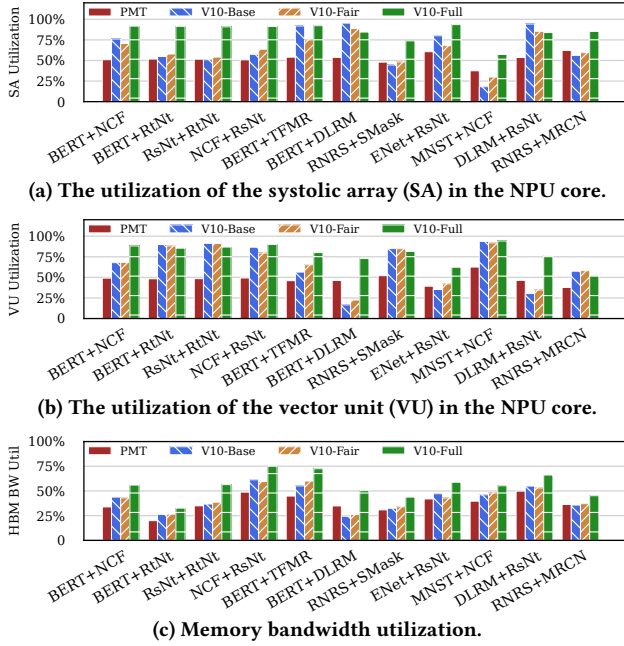 PMT V10-Base V10-Fair V10-Full
SA Utilization
100%
75%
50%
25%
0
BERT+NCF
BERT+RtNt
RsNt+RtNt
NCF+RsNt
BERT+TFMR
BERT+DLRM
RNRS+SMask
ENet+RsNt
MNST+NCF
DLRM+RsNt
RNRS+MRCN
(a) The utilization of the systolic array (SA) in the NPU core.
PMT V10-Base V10-Fair V10-Full
VU Utilization
100%
75%
50%
25%
0
BERT+NCF
BERT+RtNt
RsNt+RtNt
NCF+RsNt
BERT+TFMR
BERT+DLRM
RNRS+SMask
ENet+RsNt
MNST+NCF
DLRM+RsNt
RNRS+MRCN
(b) The utilization of the vector unit (VU) in the NPU core.
PMT V10-Base V10-Fair V10-Full
HBM BW Util
100%
75%
50%
25%
0
BERT+NCF
BERT+RtNt
RsNt+RtNt
NCF+RsNt
BERT+TFMR
BERT+DLRM
RNRS+SMask
ENet+RsNt
MNST+NCF
DLRM+RsNt
RNRS+MRCN
(c) Memory bandwidth utilization.